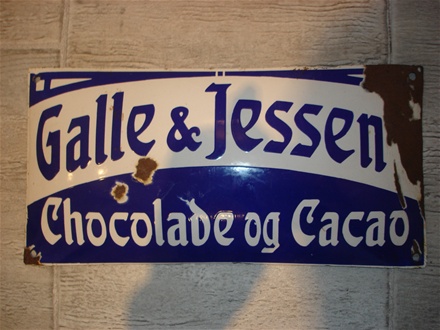 Galle & Jessen
Chocolade og Cacao